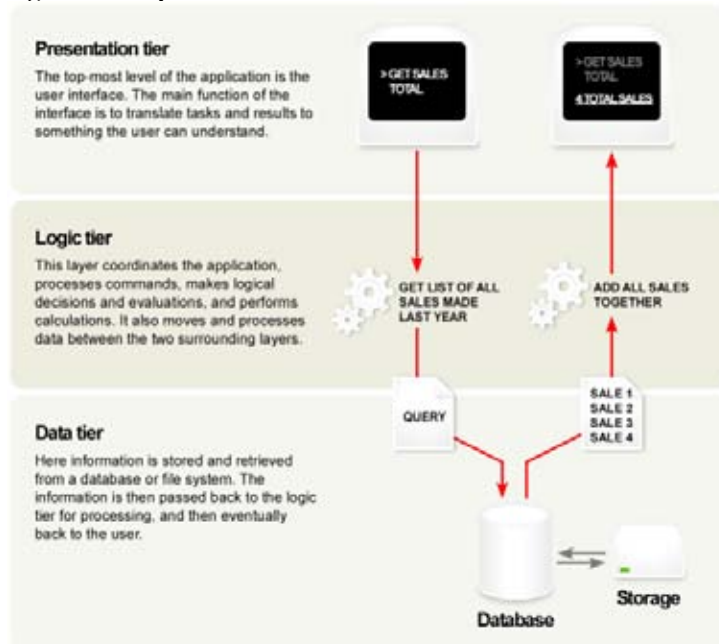 Presentation tier
The top-most level of the application is the
user interface. The main function of the
interface is to translate tasks and results to
something the user can understand.
>GET SALES
TOTAL
>GET SALES
TOTAL
4 TOTAL SALES
Logic tier
This layer coordinates the application,
processes commands, makes logical
decisions and evaluations, and performs
calculations. It also moves and processes
data between the two surrounding layers.
GET LIST OF ALL
SALES MADE
LAST YEAR
ADD ALL SALES
TOGETHER
Data tier
Here information is stored and retrieved
from a database or file system. The
information is then passed back to the logic
tier for processing, and then eventually
back to the user.
QUERY
SALE 1
SALE 2
SALE 3
SALE 4
Database
Storage